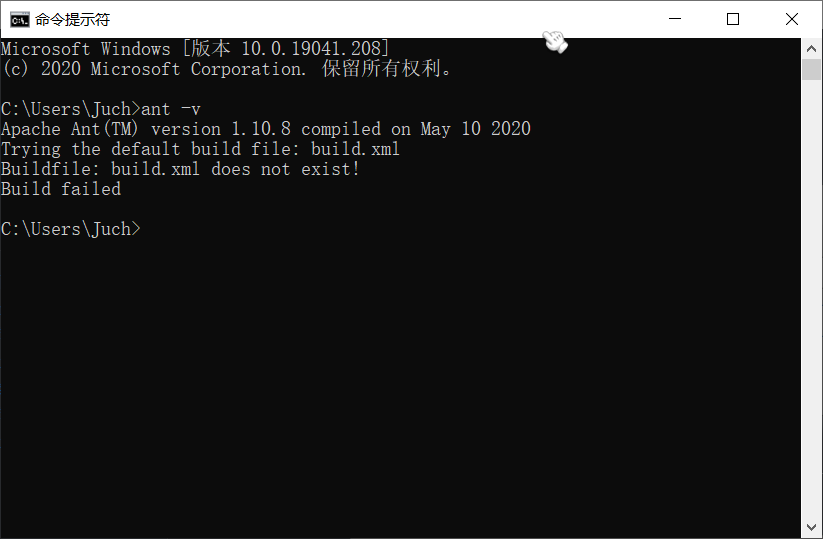 命令提示符
Microsoft Windows [版本 10.0.19041.208]
(c) 2020 Microsoft Corporation. 保留所有权利。
C:\Users\Juch>ant -v
Apache Ant(TM) version 1.10.8 compiled on May 10 2020
Trying the default build file: build.xml
Buildfile: build.xml does not exist!
Build failed
C:\Users\Juch>